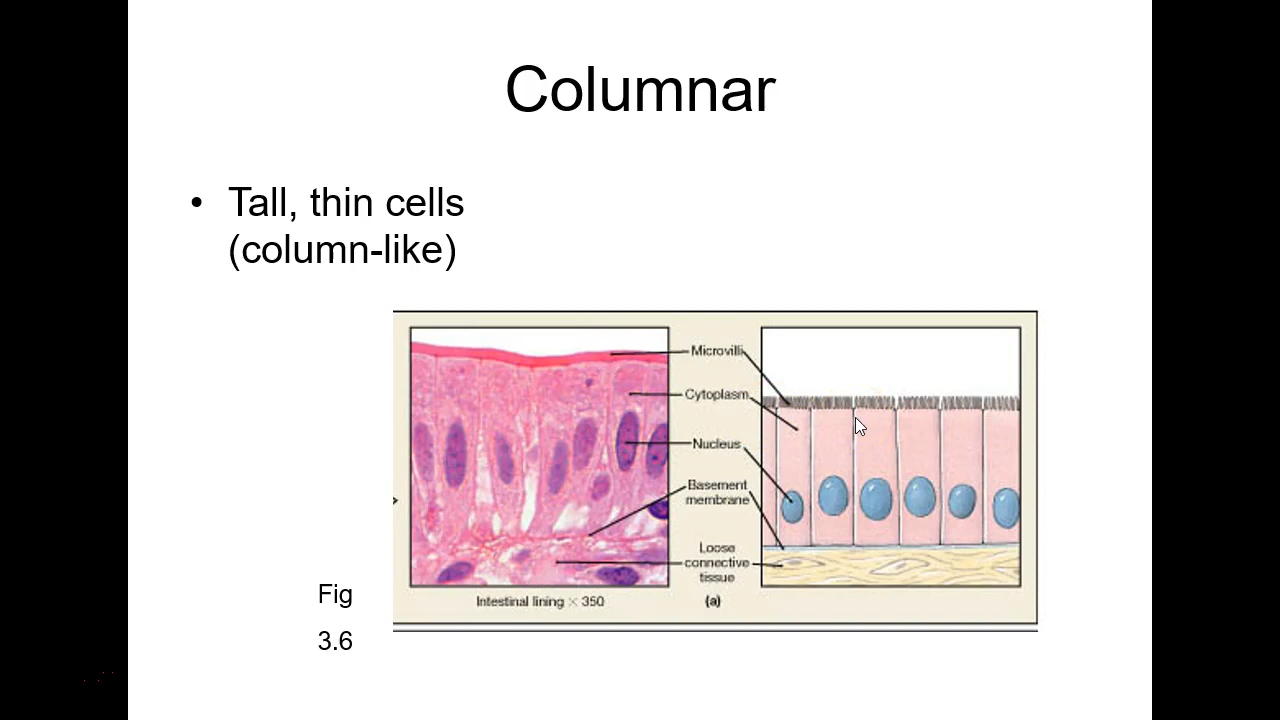 Columnar
• Tall, thin cells
(column-like)
Microvilli
Cytoplasm
Nucleus
Basement
membrane
Loose
connective
tissue
Intestinal lining × 350
(a)
Fig
3.6